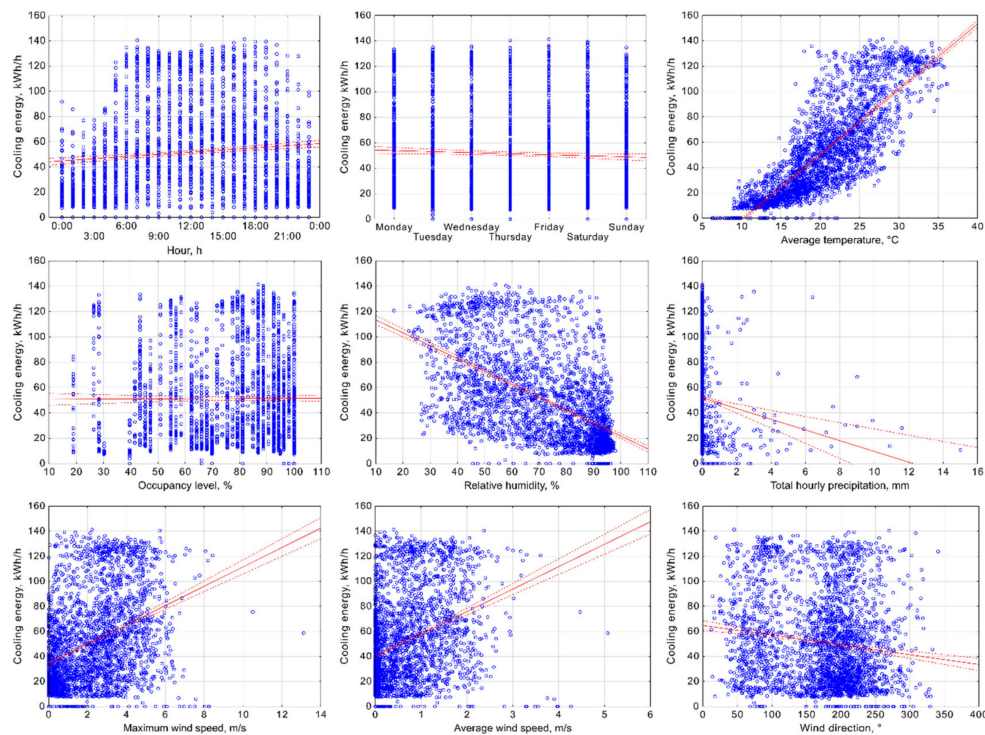 Cooling energy, kWh/h
160
140
120
100
80
60
40
20
0
0:00 6:00 12:00 18:00 0:00
3:00 9:00 15:00 21:00
Hour, h
Cooling energy, kWh/h
160
140
120
100
80
60
40
20
0
Monday Wednesday Friday Sunday
Tuesday Thursday Saturday
Cooling energy, kWh/h
160
140
120
100
80
60
40
20
0
5 10 15 20 25 30 35 40
Average temperature, °C
Cooling energy, kWh/h
160
140
120
100
80
60
40
20
0
10 20 30 40 50 60 70 80 90 100 110
Occupancy level, %
Cooling energy, kWh/h
160
140
120
100
80
60
40
20
0
10 20 30 40 50 60 70 80 90 100 110
Relative humidity, %
Cooling energy, kWh/h
160
140
120
100
80
60
40
20
0
0 2 4 6 8 10 12 14 16
Total hourly precipitation, mm
Cooling energy, kWh/h
160
140
120
100
80
60
40
20
0
0 2 4 6 8 10 12 14
Maximum wind speed, m/s
Cooling energy, kWh/h
160
140
120
100
80
60
40
20
0
0 1 2 3 4 5 6
Average wind speed, m/s
Cooling energy, kWh/h
160
140
120
100
80
60
40
20
0
0 50 100 150 200 250 300 350 400
Wind direction, °